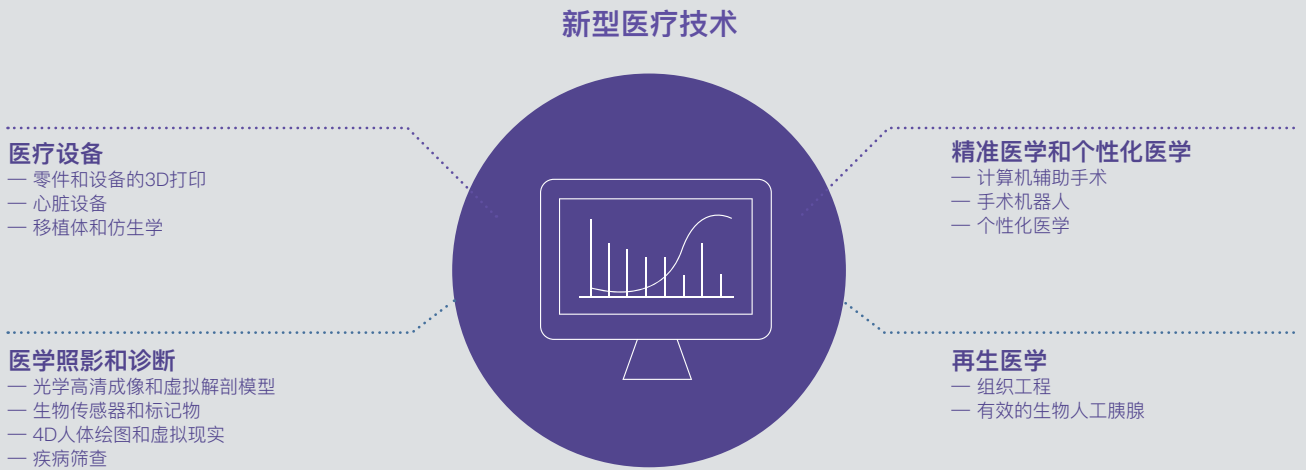 新型医疗技术
医疗设备
— 零件和设备的3D打印
— 心脏设备
— 移植体和仿生学
精准医学和个性化医学
— 计算机辅助手术
— 手术机器人
— 个性化医学
医学照影和诊断
— 光学高清成像和虚拟解剖模型
— 生物传感器和标记物
— 4D人体绘图和虚拟现实
— 疾病筛查
再生医学
— 组织工程
— 有效的生物人工胰腺